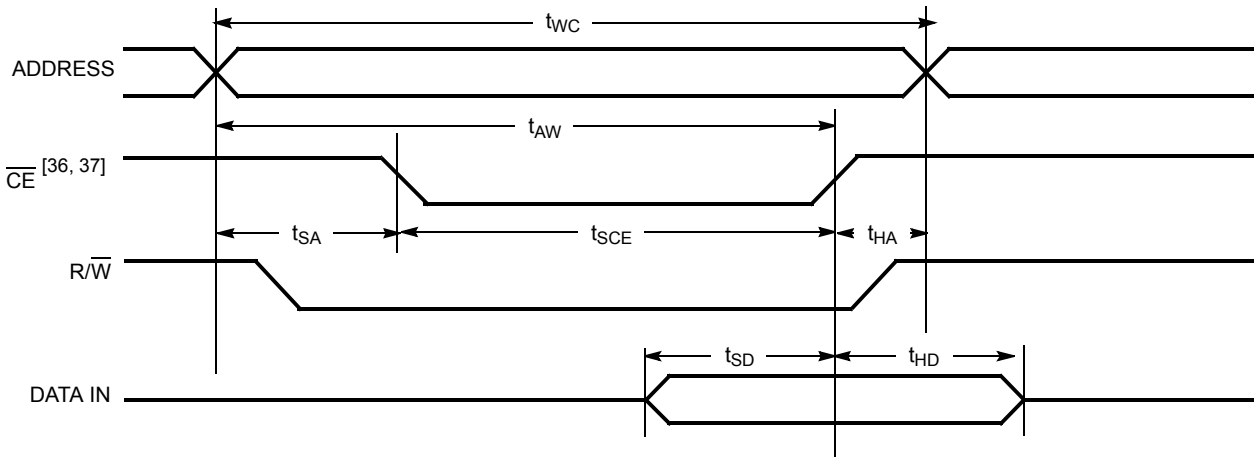 tWC
ADDRESS
tAW
CE [36, 37]
tSA
tSCE
tHA
R/W
tSD
tHD
DATA IN